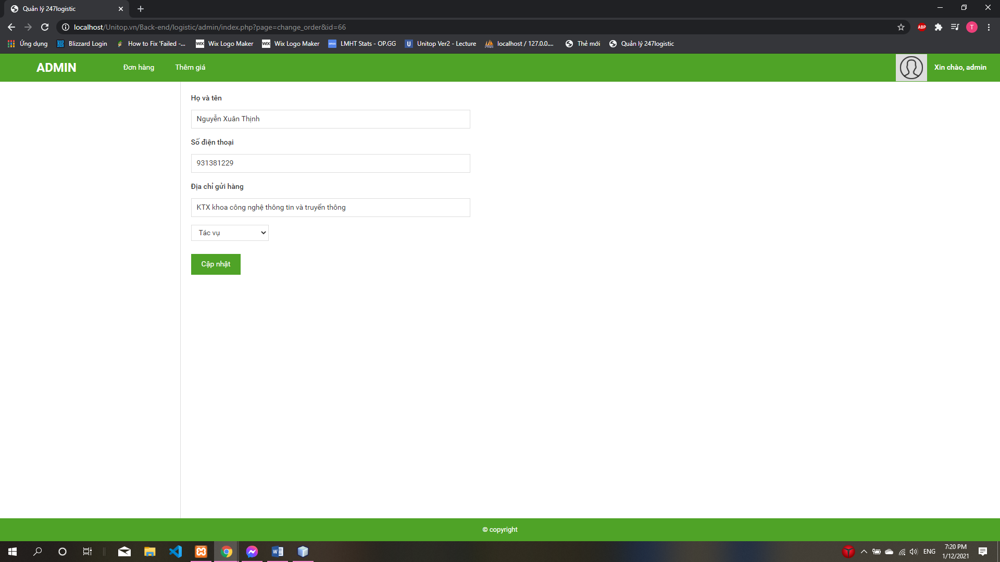 Quản lý 247logistic
localhost/Unitop.vn/Back-end/logistic/admin/index.php?page=change_order&id=66
ABP
T
Ứng dụng
Blizzard Login
How to Fix 'Failed -...
WIX Wix Logo Maker
WIX Wix Logo Maker
LMHT Stats - OP.GG
U Unitop Ver2 - Lecture
localhost / 127.0.0....
Thẻ mới
Quản lý 247logistic
ADMIN
Đơn hàng
Thêm giá
Xin chào, admin
Họ và tên
Nguyễn Xuân Thịnh
Số điện thoại
931381229
Địa chỉ gửi hàng
KTX khoa công nghệ thông tin và truyển thông
Tác vụ
Cập nhật
© copyright
ENG
7:20 PM
1/12/2021